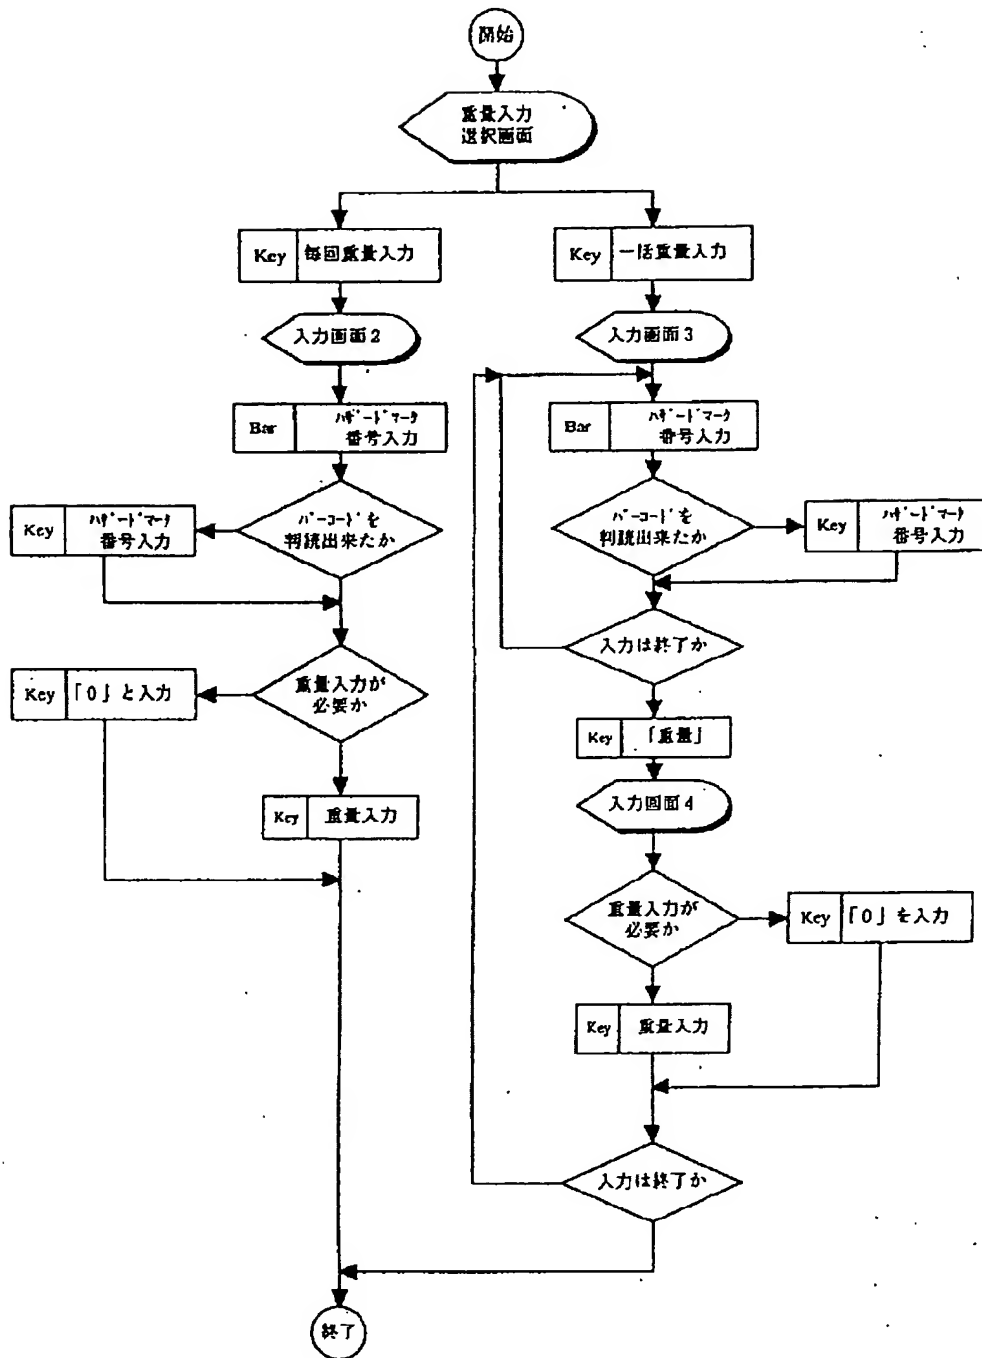 開始
重量入力
選択画面
Key 毎回重量入力
入力画面2
Bar ハザードマーク
番号入力
バーコードを
判読出来たか
Key ハザードマーク
番号入力
重量入力が
必要か
Key 「0」と入力
Key 重量入力
Key 一括重量入力
入力画面3
Bar ハザードマーク
番号入力
バーコードを
判読出来たか
Key ハザードマーク
番号入力
入力は終了か
Key 「重量」
入力画面4
重量入力が
必要か
Key 「0」を入力
Key 重量入力
入力は終了か
終了